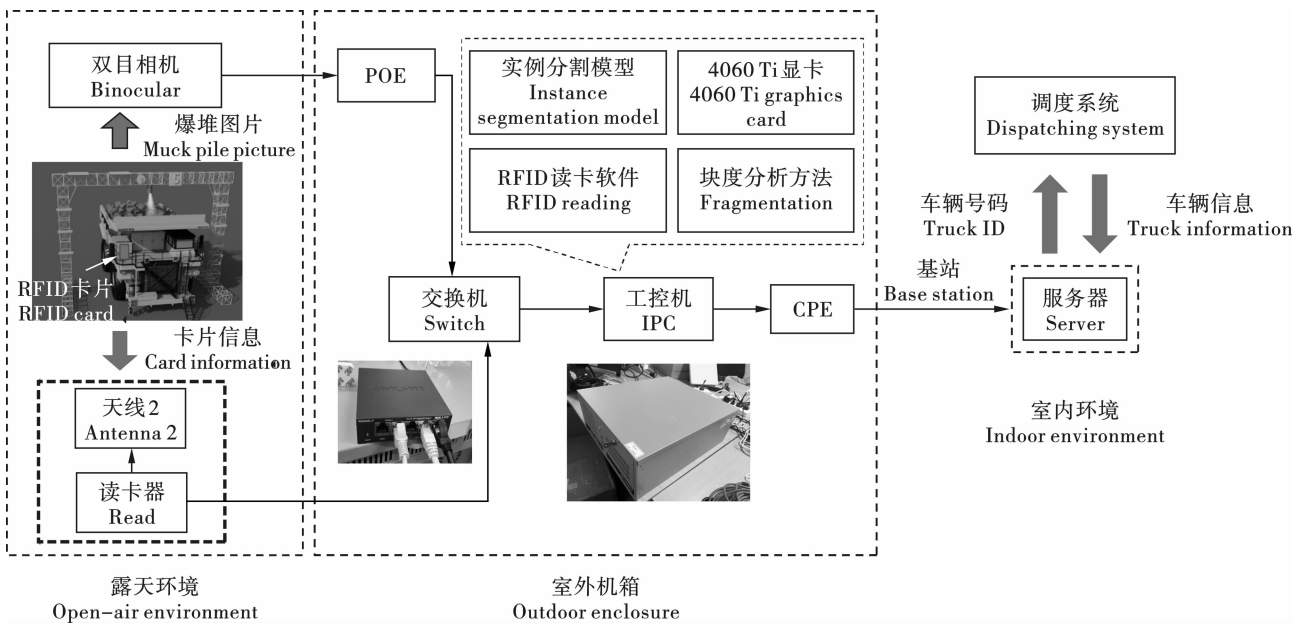 双目相机
Binocular
爆堆图片
Muck pile picture
RFID卡片
RFID card
卡片信息
Card information
天线2
Antenna 2
读卡器
Read
露天环境
Open-air environment
POE
实例分割模型
Instance
segmentation model
4060 Ti显卡
4060 Ti graphics
card
RFID读卡软件
RFID reading
块度分析方法
Fragmentation
交换机
Switch
工控机
IPC
CPE
室外机箱
Outdoor enclosure
调度系统
Dispatching system
车辆号码
Truck ID
车辆信息
Truck information
基站
Base station
服务器
Server
室内环境
Indoor environment